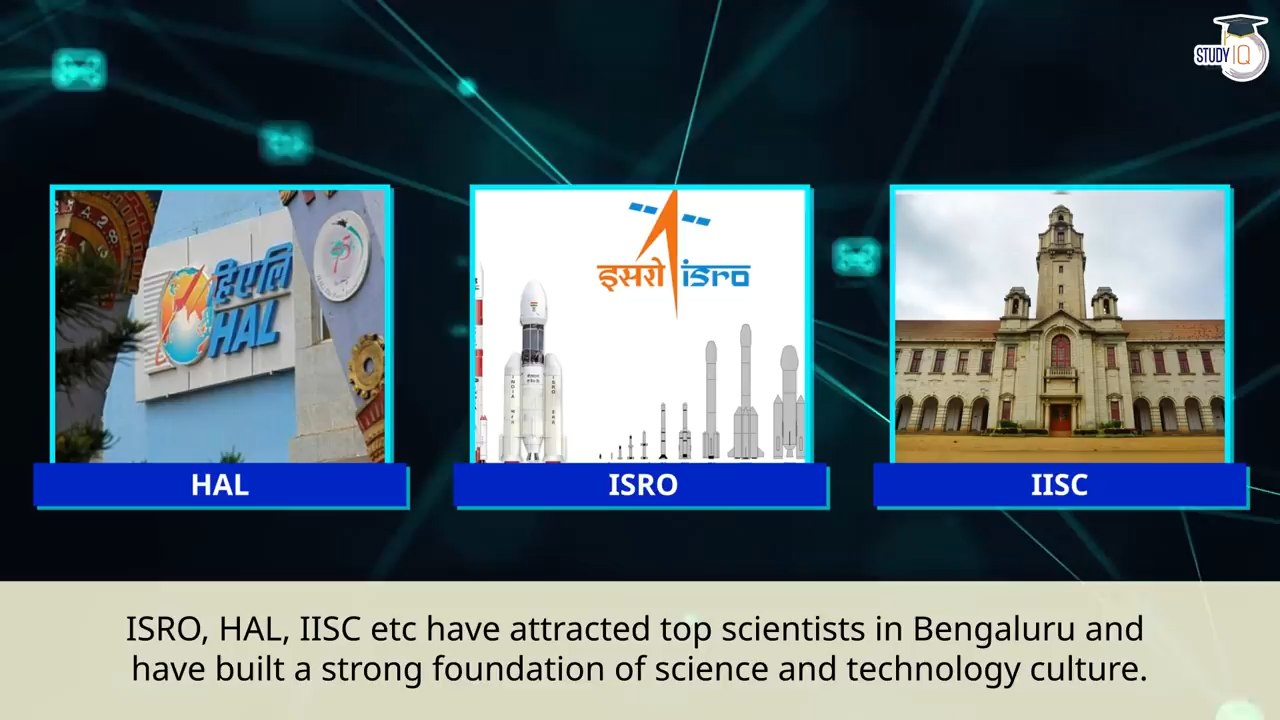 STUDY IQ
हिएलि
HAL
इसरो isro
HAL
ISRO
IISC
ISRO, HAL, IISC etc have attracted top scientists in Bengaluru and
have built a strong foundation of science and technology culture.